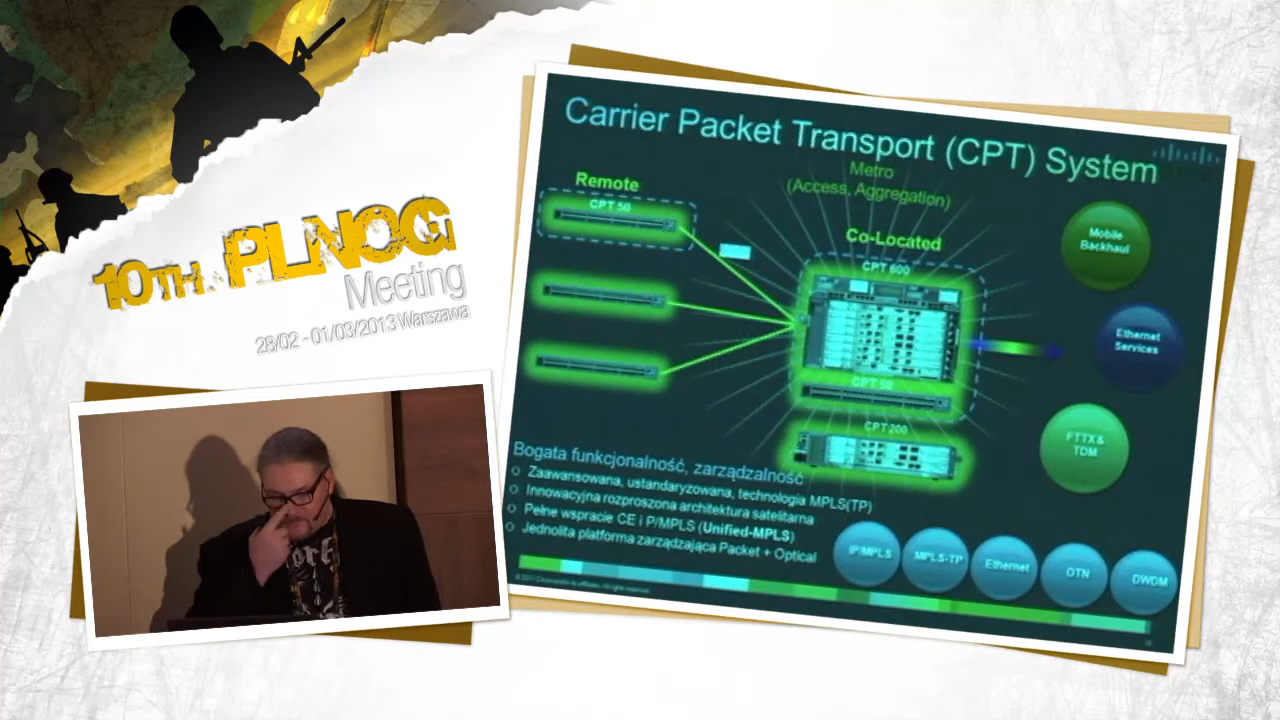 10TH PLNOG
Meeting
28/02 - 01/03/2013 Warszawa
Carrier Packet Transport (CPT) System
Metro
(Access, Aggregation)
Remote
CPT 50
Co-Located
CPT 600
CPT 50
CPT 200
Mobile
Backhaul
Ethernet
Services
FTTX &
TDM
Bogata funkcjonalność, zarządzalność
Zaawansowana, ustandaryzowana, technologia MPLS(TP)
Innowacyjna rozproszona architektura satelitarna
Pełne wspracie CE i P/MPLS (Unified-MPLS)
Jednolita platforma zarządzająca Packet + Optical
IP/MPLS
MPLS-TP
Ethernet
OTN
DWDM